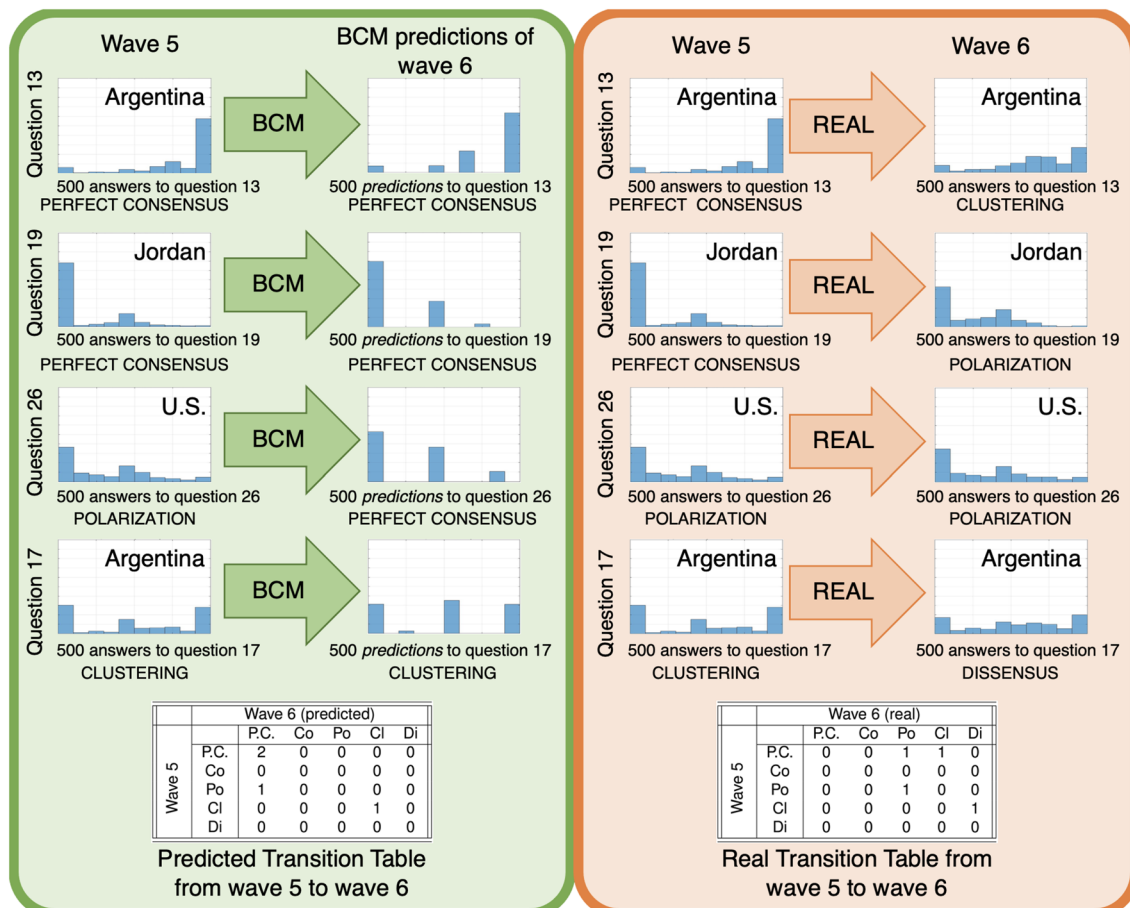 Wave 5
BCM predictions of
wave 6
Question 13
Argentina
BCM
500 answers to question 13
500 predictions to question 13
PERFECT CONSENSUS
PERFECT CONSENSUS
Question 19
Jordan
BCM
500 answers to question 19
500 predictions to question 19
PERFECT CONSENSUS
PERFECT CONSENSUS
Question 26
U.S.
BCM
500 answers to question 26
500 predictions to question 26
POLARIZATION
PERFECT CONSENSUS
Question 17
Argentina
BCM
500 answers to question 17
500 predictions to question 17
CLUSTERING
CLUSTERING
Wave 6 (predicted)
P.C. Co Po Cl Di
Wave 5
P.C. 2 0 0 0 0
Co 0 0 0 0 0
Po 1 0 0 0 0
Cl 0 0 0 1 0
Di 0 0 0 0 0
Predicted Transition Table
from wave 5 to wave 6
Wave 5
Wave 6
Question 13
Argentina
REAL
Argentina
500 answers to question 13
500 answers to question 13
PERFECT CONSENSUS
CLUSTERING
Question 19
Jordan
REAL
Jordan
500 answers to question 19
500 answers to question 19
PERFECT CONSENSUS
POLARIZATION
Question 26
U.S.
REAL
U.S.
500 answers to question 26
500 answers to question 26
POLARIZATION
POLARIZATION
Question 17
Argentina
REAL
Argentina
500 answers to question 17
500 answers to question 17
CLUSTERING
DISSENSUS
Wave 6 (real)
P.C. Co Po Cl Di
Wave 5
P.C. 0 0 1 1 0
Co 0 0 0 0 0
Po 0 0 1 0 0
Cl 0 0 0 0 1
Di 0 0 0 0 0
Real Transition Table from
wave 5 to wave 6